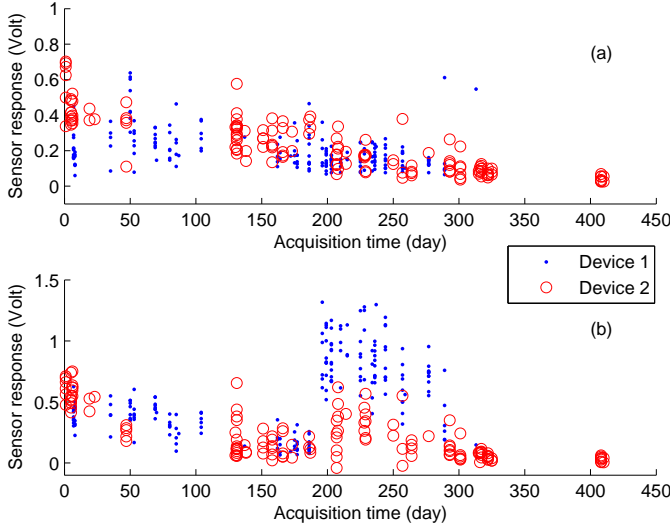 1
0.8
0.6
0.4
0.2
0
Sensor response (Volt)
(a)
0 50 100 150 200 250 300 350 400 450
Acquisition time (day)
Device 1
Device 2
1.5
1
0.5
0
Sensor response (Volt)
(b)
0 50 100 150 200 250 300 350 400 450
Acquisition time (day)